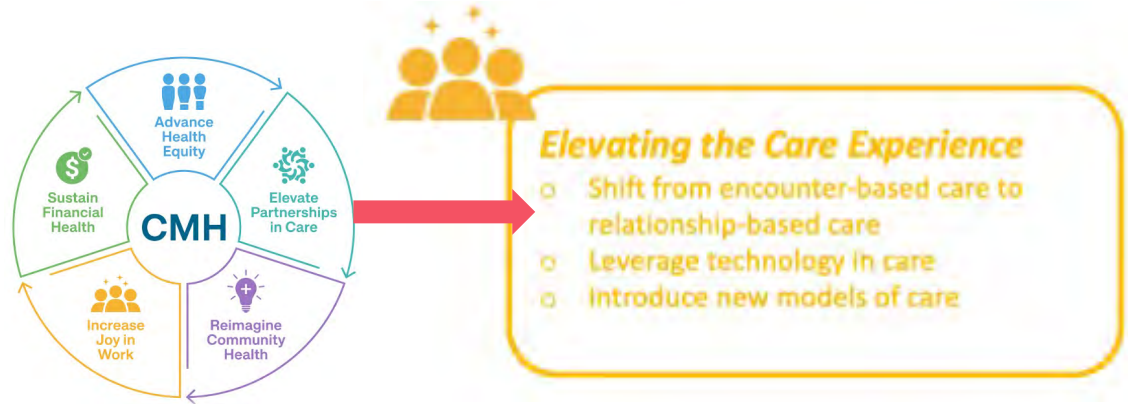 Advance
Health
Equity
Elevate
Partnerships
in Care
Reimagine
Community
Health
Increase
Joy in
Work
Sustain
Financial
Health
CMH
Elevating the Care Experience
o Shift from encounter-based care to
relationship-based care
o Leverage technology in care
o Introduce new models of care